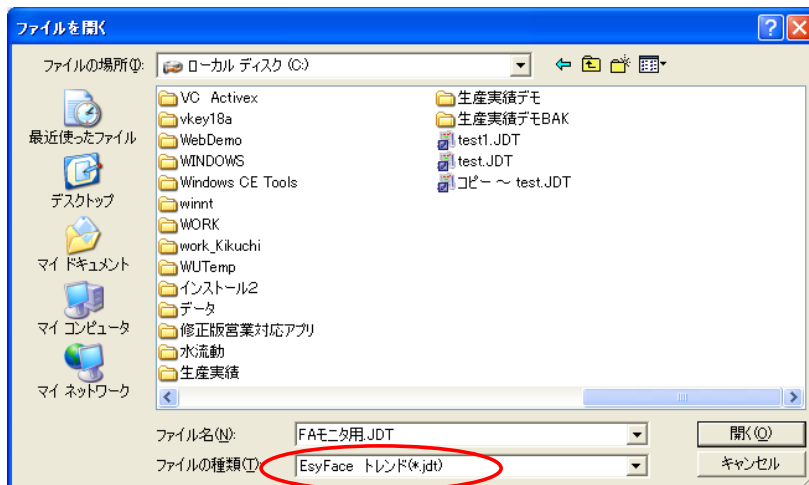 ファイルを開く
ファイルの場所(I):
ローカル ディスク (C:)
最近使ったファイル
デスクトップ
マイ ドキュメント
マイ コンピュータ
マイ ネットワーク
VC Activex
vkey18a
WebDemo
WINDOWS
Windows CE Tools
winnt
WORK
work_Kikuchi
WUTemp
インストール2
データ
修正版営業対応アプリ
水流動
生産実績
生産実績デモ
生産実績デモBAK
test1.JDT
test.JDT
コピー ~ test.JDT
ファイル名(N):
FAモニタ用.JDT
開く(O)
ファイルの種類(T):
EsyFace トレンド(*.jdt)
キャンセル